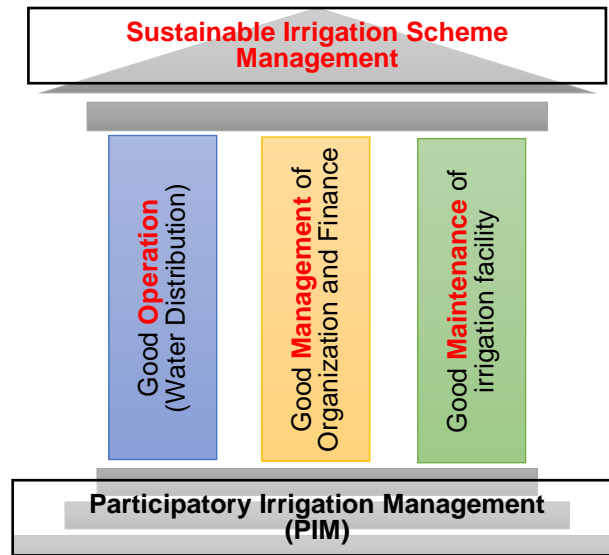 Sustainable Irrigation Scheme
Management
Good Operation
(Water Distribution)
Good Management of
Organization and Finance
Good Maintenance of
irrigation facility
Participatory Irrigation Management
(PIM)